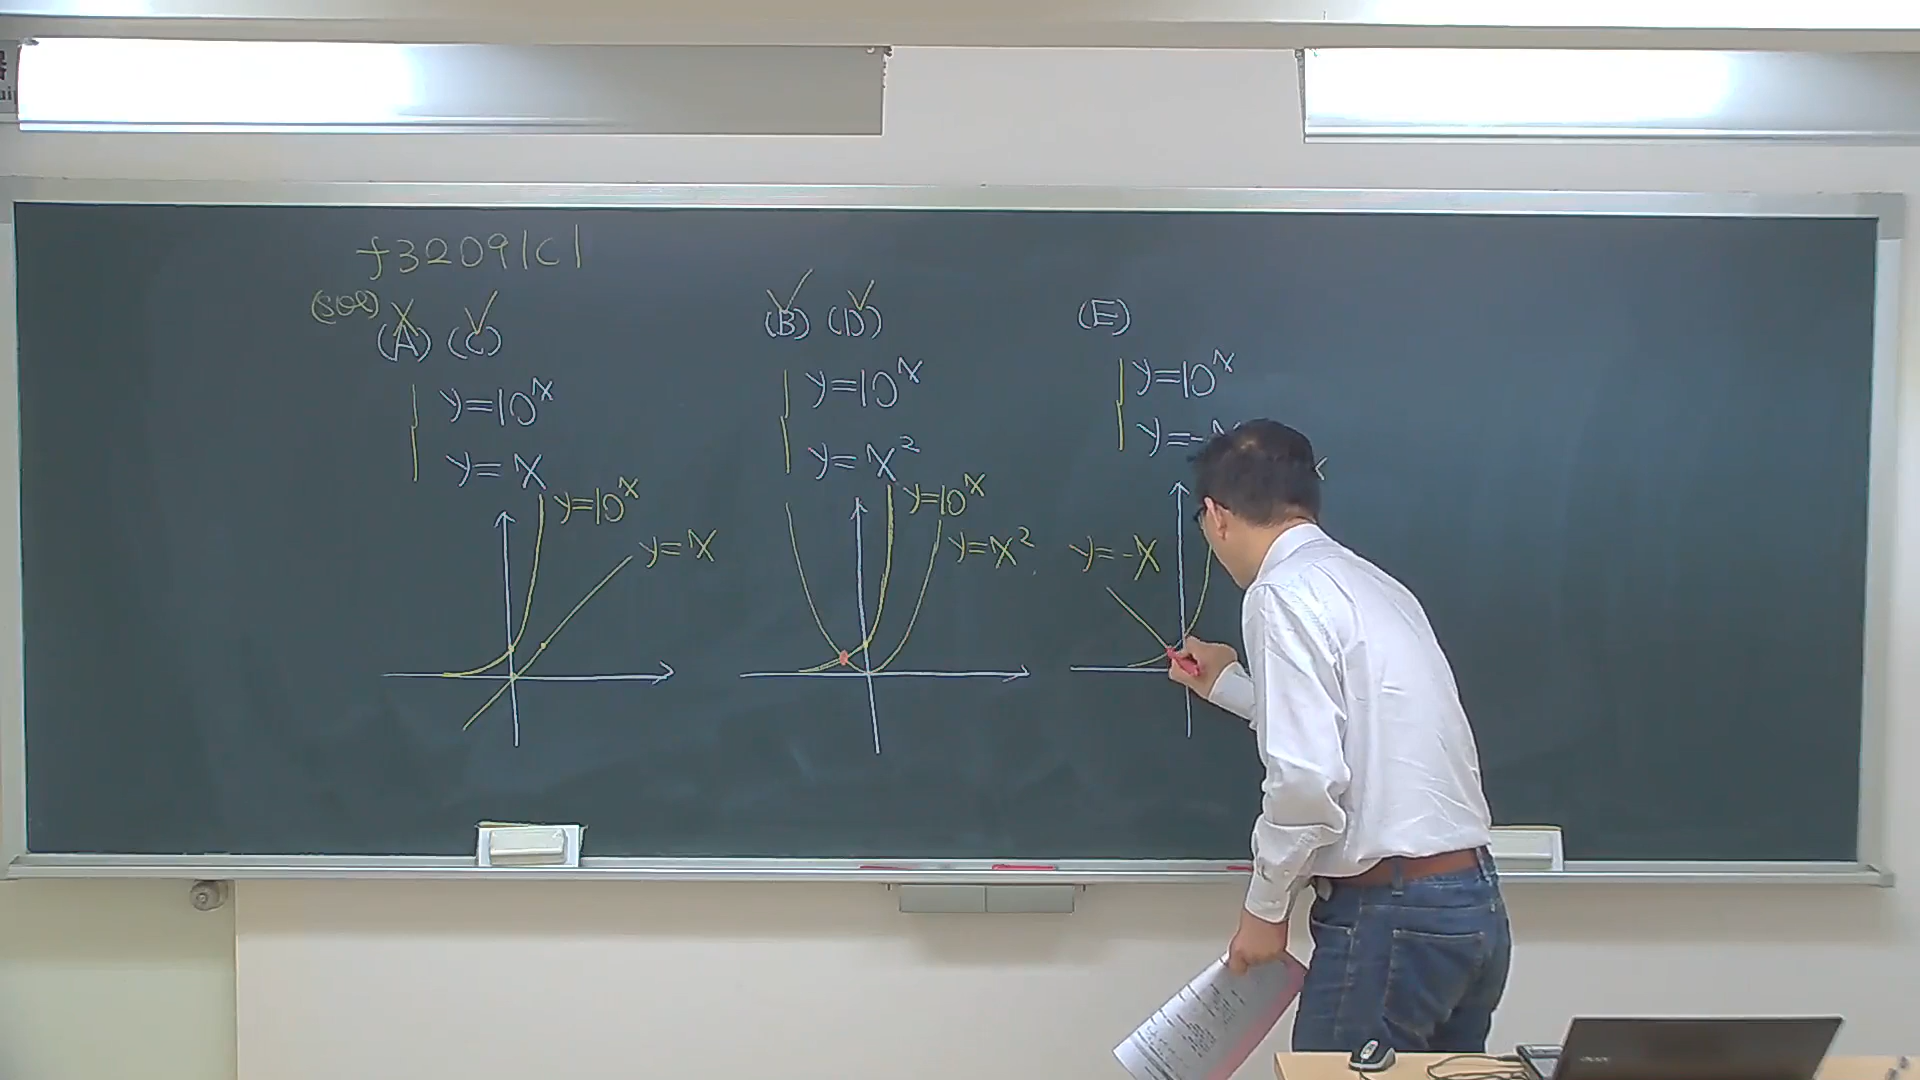 f32091C1
(sol)
(A) (C)
y=10^x
y=x
y=10^x
y=x
(B) (D)
y=10^x
y=x^2
y=10^x
y=x^2
(E)
y=10^x
y=-x
y=-x